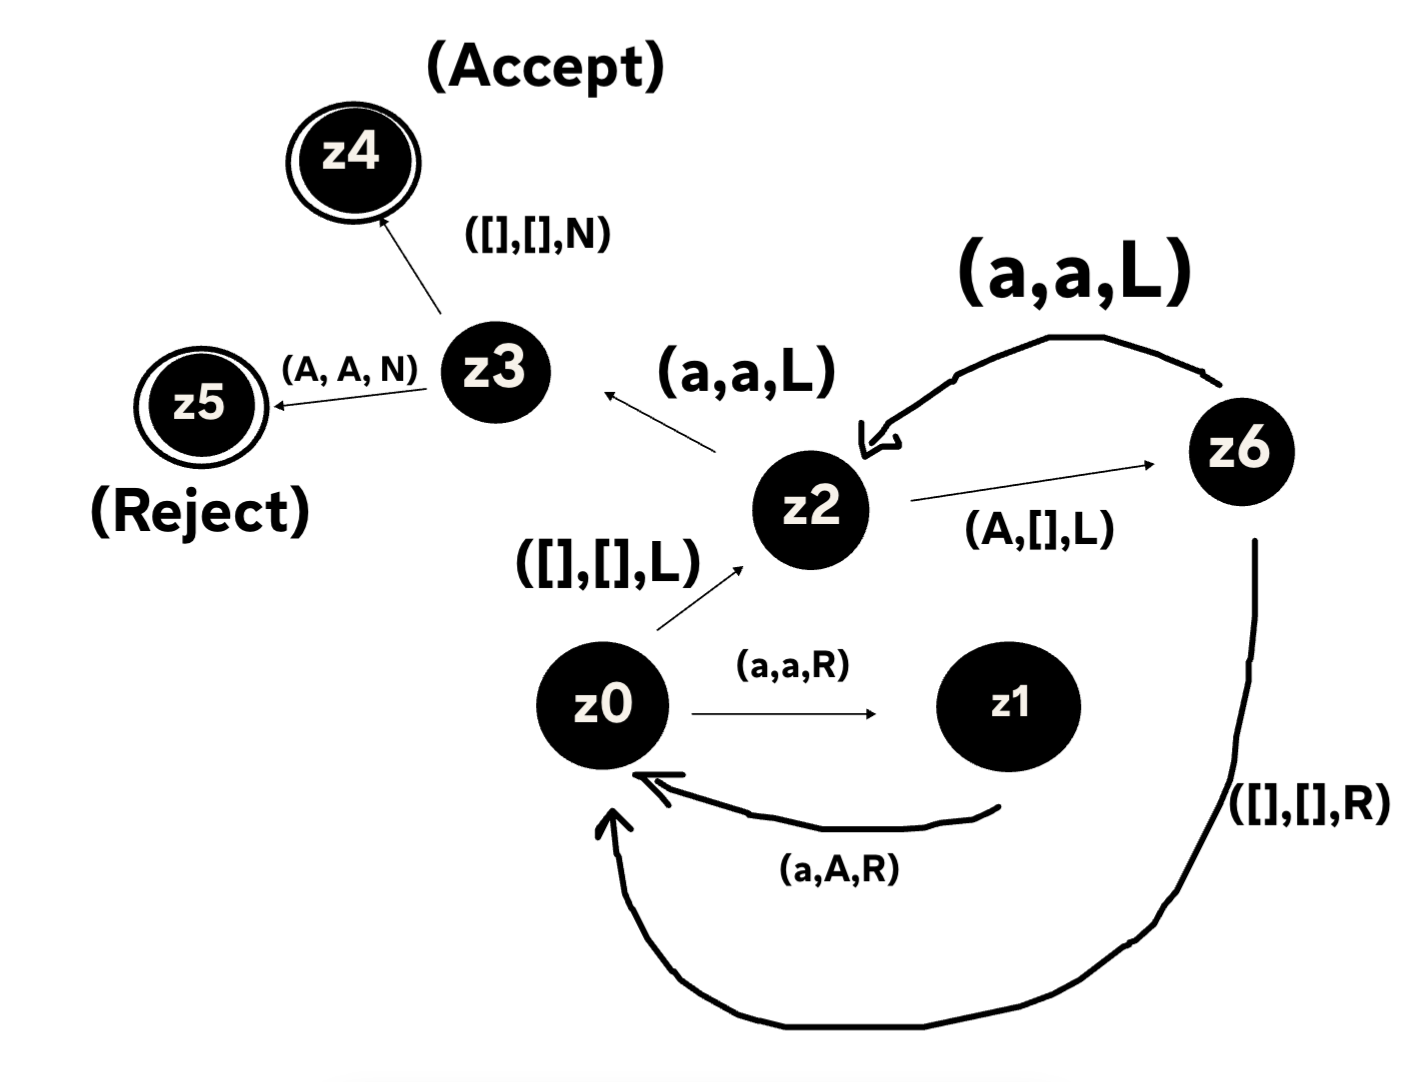 (Accept)
z4
([],[],N)
(a,a,L)
z3
(A, A, N)
(a,a,L)
z5
z6
(Reject)
z2
(A,[],L)
([],[],L)
(a,a,R)
z0
z1
([],[],R)
(a,A,R)